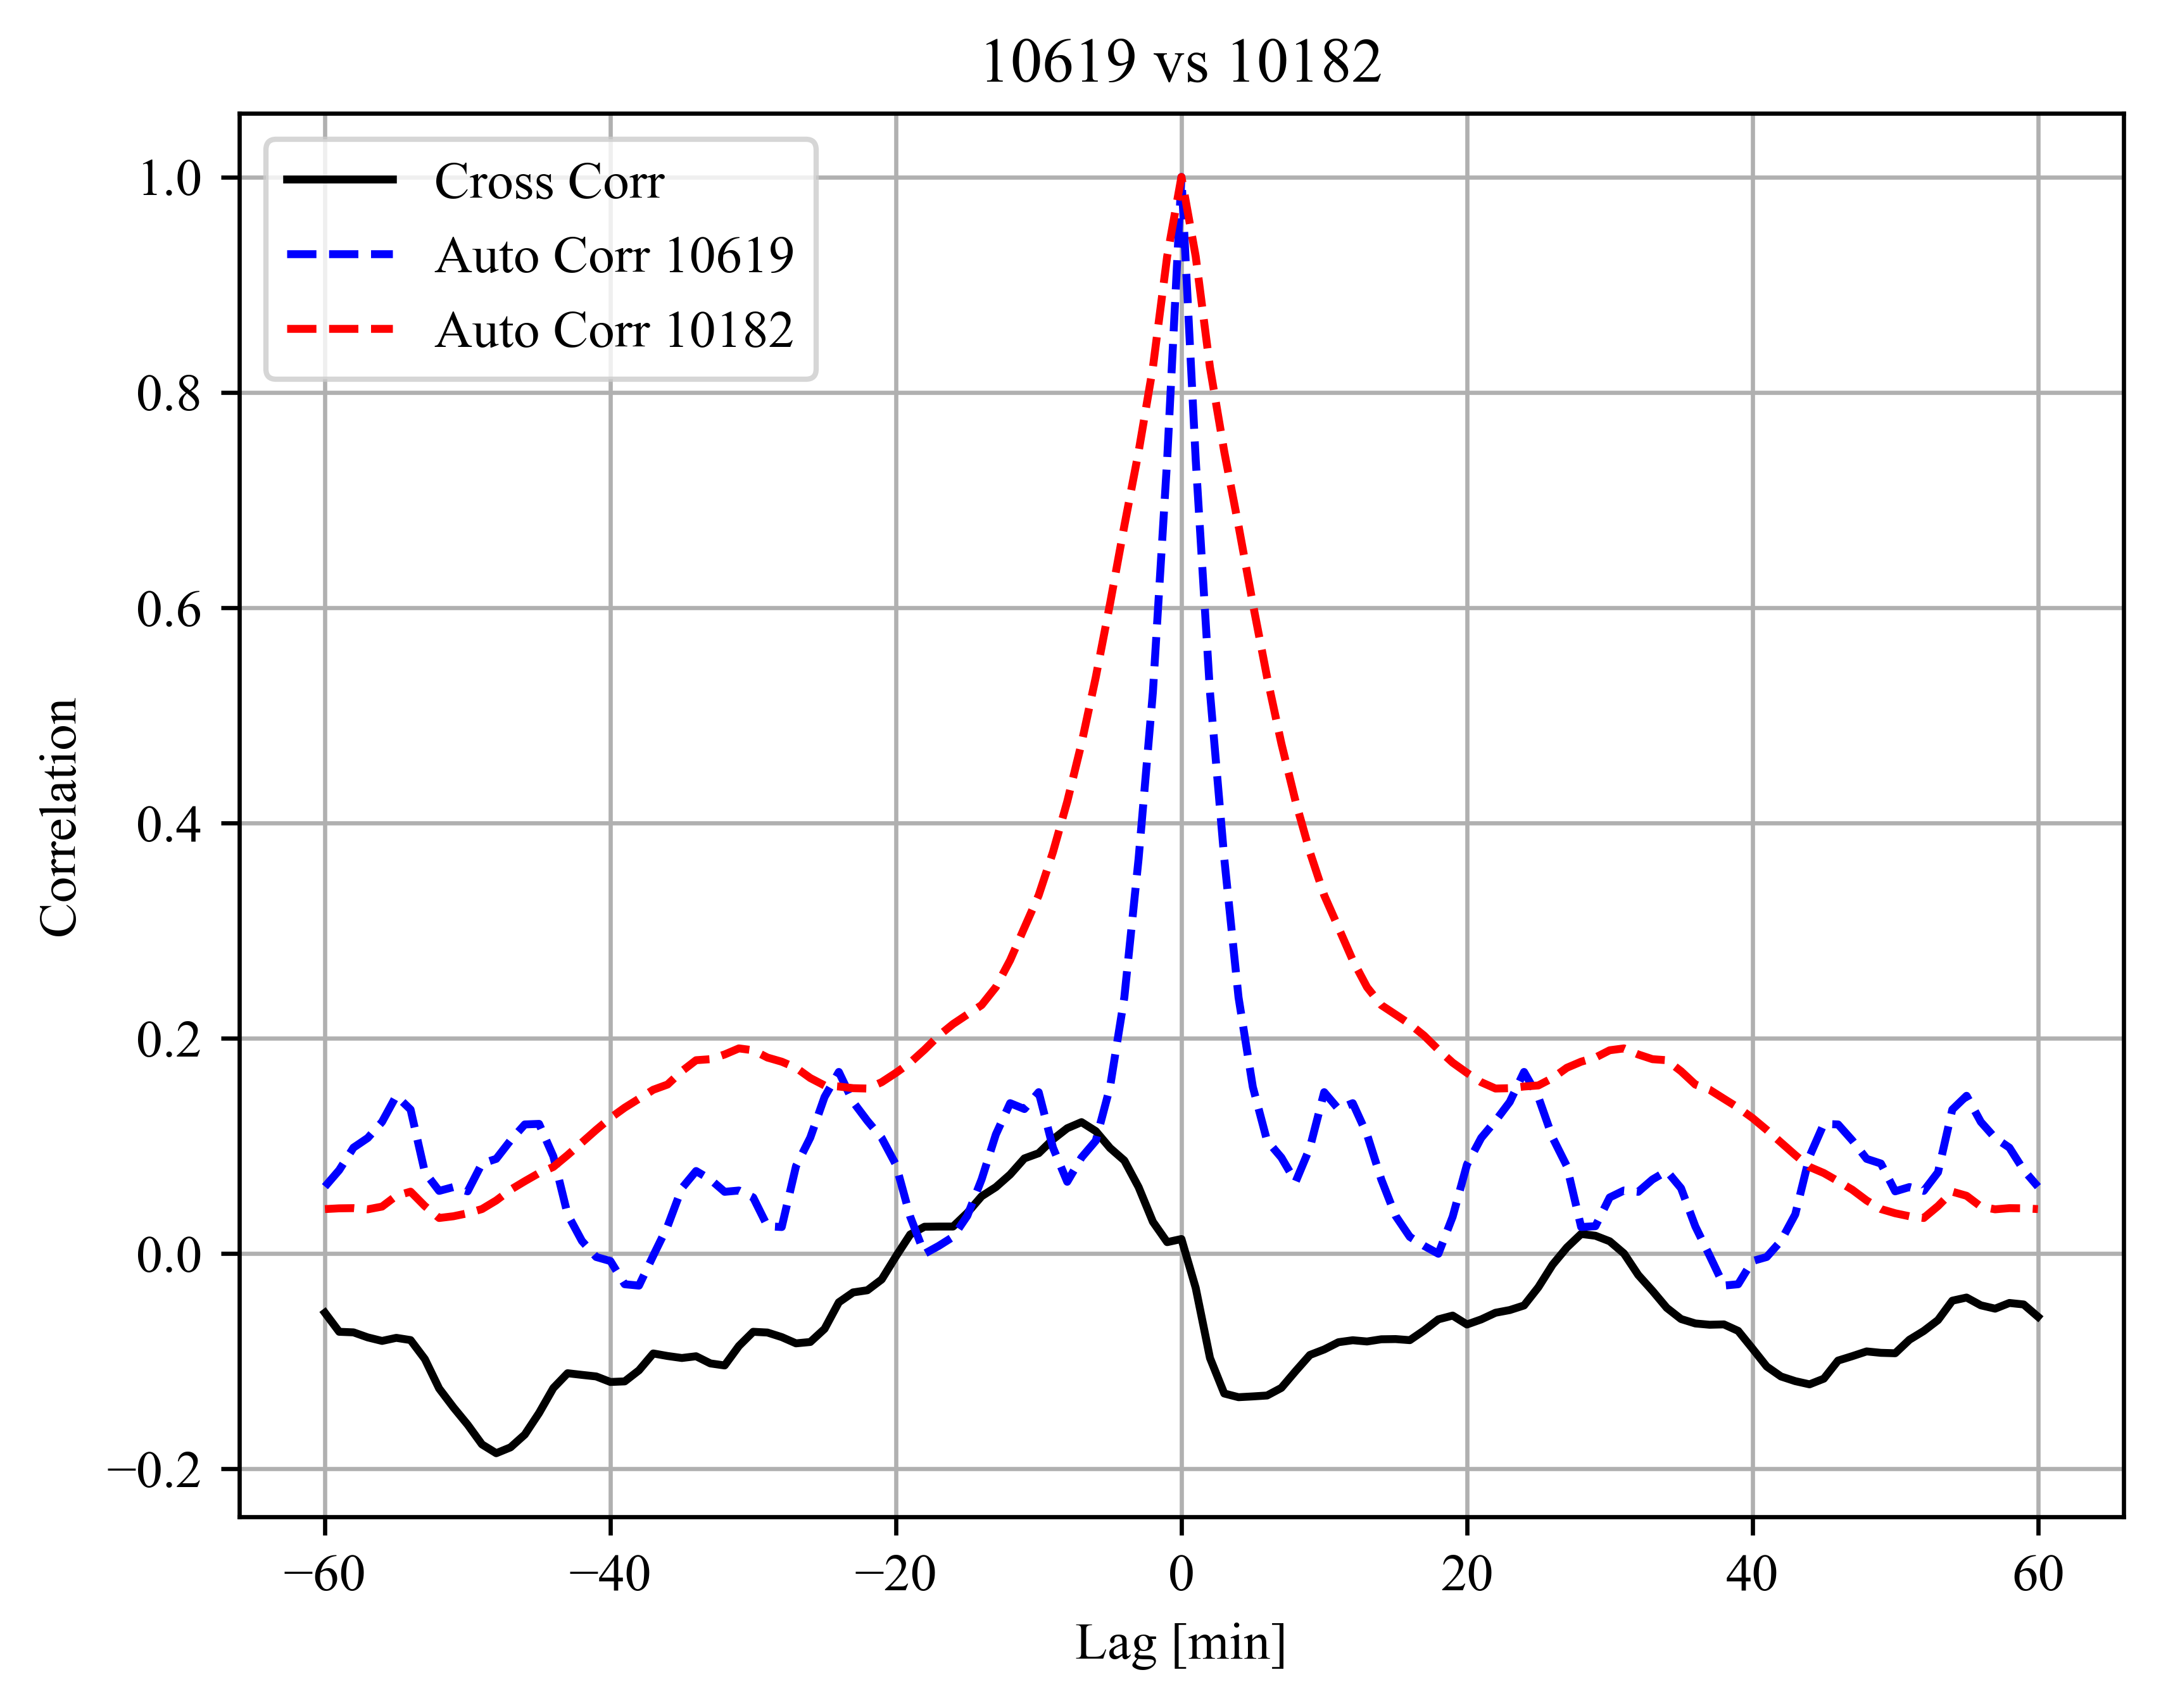 10619 vs 10182
Cross Corr
Auto Corr 10619
Auto Corr 10182
1.0
0.8
0.6
0.4
0.2
0.0
−0.2
Correlation
−60
−40
−20
0
20
40
60
Lag [min]